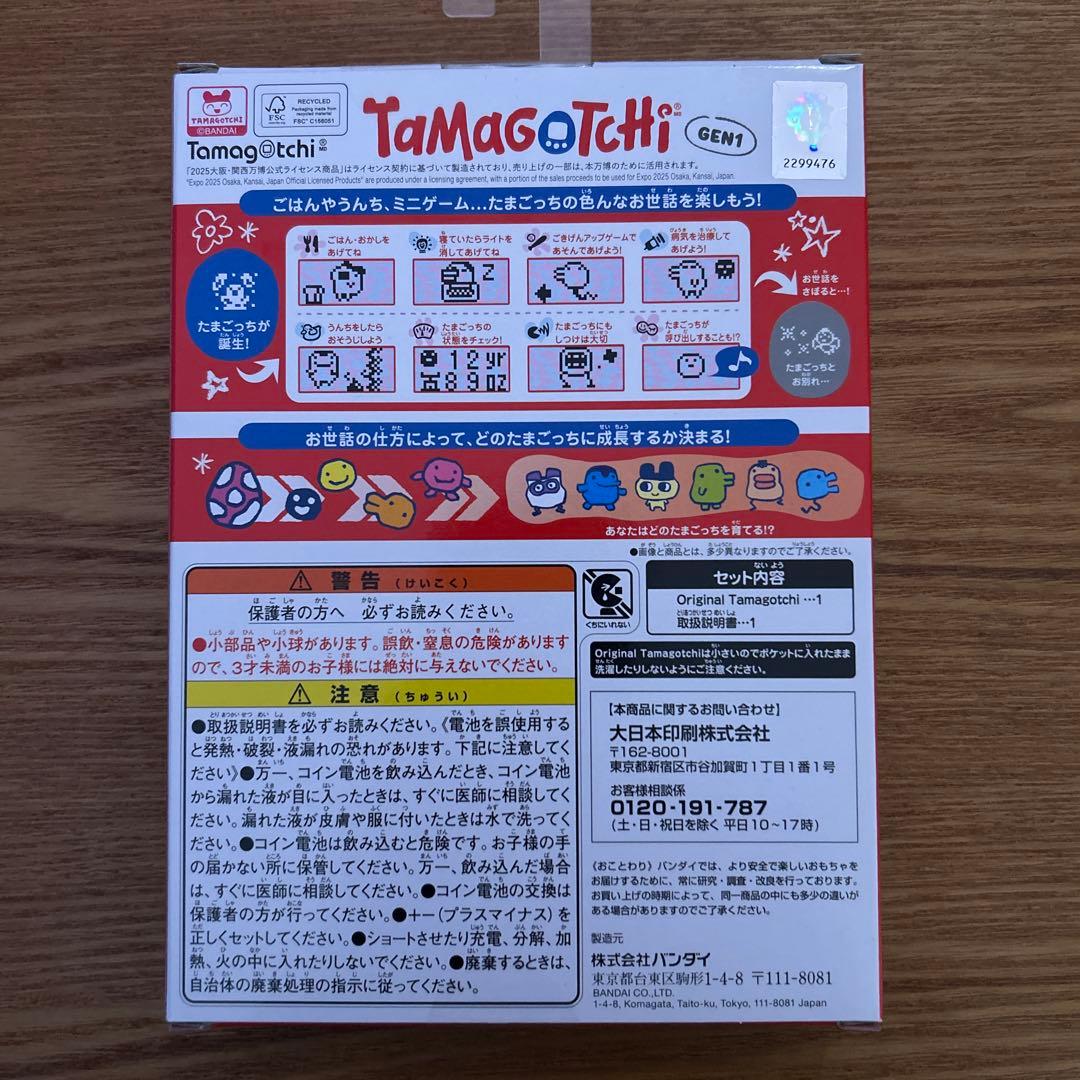 TAMAGOTCHI
©BANDAI
FSC
RECYCLED
Packaging made from
recycled material
FSC® C156051
Tamagotchi
TAMAGOTCHI
GEN1
2299476
「2025大阪・関西万博公式ライセンス商品」はライセンス契約に基づいて製造されており、売り上げの一部は、本万博のために活用されます。
"Expo 2025 Osaka, Kansai, Japan Official Licensed Products" are produced under a licensing agreement, with a portion of the sales proceeds to be used for Expo 2025 Osaka, Kansai, Japan.
ごはんやうんち、ミニゲーム…たまごっちの色んなお世話を楽しもう!
たまごっちが
誕生!
ごはん・おかしを
あげてね
寝ていたらライトを
消してあげてね
ごきげんアップゲームで
あそんであげよう!
病気を治療して
あげよう!
お世話を
さぼると…!
うんちをしたら
おそうじしよう
たまごっちの
状態をチェック!
12yr
89oz
たまごっちにも
しつけは大切
たまごっちが
呼び出しすることも!?
たまごっちと
お別れ…
お世話の仕方によって、どのたまごっちに成長するか決まる!
あなたはどのたまごっちを育てる!?
●画像と商品とは、多少異なりますのでご了承ください。
警告(けいこく)
保護者の方へ 必ずお読みください。
●小部品や小球があります。誤飲・窒息の危険があります
ので、3才未満のお子様には絶対に与えないでください。
注意(ちゅうい)
●取扱説明書を必ずお読みください。《電池を誤使用する
と発熱・破裂・液漏れの恐れがあります。下記に注意してく
ださい》●万一、コイン電池を飲み込んだとき、コイン電池
から漏れた液が目に入ったときは、すぐに医師に相談してく
ださい。漏れた液が皮膚や服に付いたときは水で洗ってく
ださい。●コイン電池は飲み込むと危険です。お子様の手
の届かない所に保管してください。万一、飲み込んだ場合
は、すぐに医師に相談してください。●コイン電池の交換は
保護者の方が行ってください。●+-(プラスマイナス)を
正しくセットしてください。●ショートさせたり充電、分解、加
熱、火の中に入れたりしないでください。●廃棄するときは、
自治体の廃棄処理の指示に従ってください。
くちにいれない
セット内容
Original Tamagotchi …1
取扱説明書…1
Original Tamagotchiは小さいのでポケットに入れたまま
洗濯したりしないようにご注意ください。
【本商品に関するお問い合わせ】
大日本印刷株式会社
〒162-8001
東京都新宿区市谷加賀町1丁目1番1号
お客様相談係
0120-191-787
(土・日・祝日を除く 平日10〜17時)
〈おことわり〉バンダイでは、より安全で楽しいおもちゃを
お届けするために、常に研究・調査・改良を行っております。
お買い上げの時期によって、同一商品の中にも多少の違いが
ある場合がありますのでご了承ください。
製造元
株式会社バンダイ
東京都台東区駒形1-4-8 〒111-8081
BANDAI CO.,LTD.
1-4-8, Komagata, Taito-ku, Tokyo, 111-8081 Japan